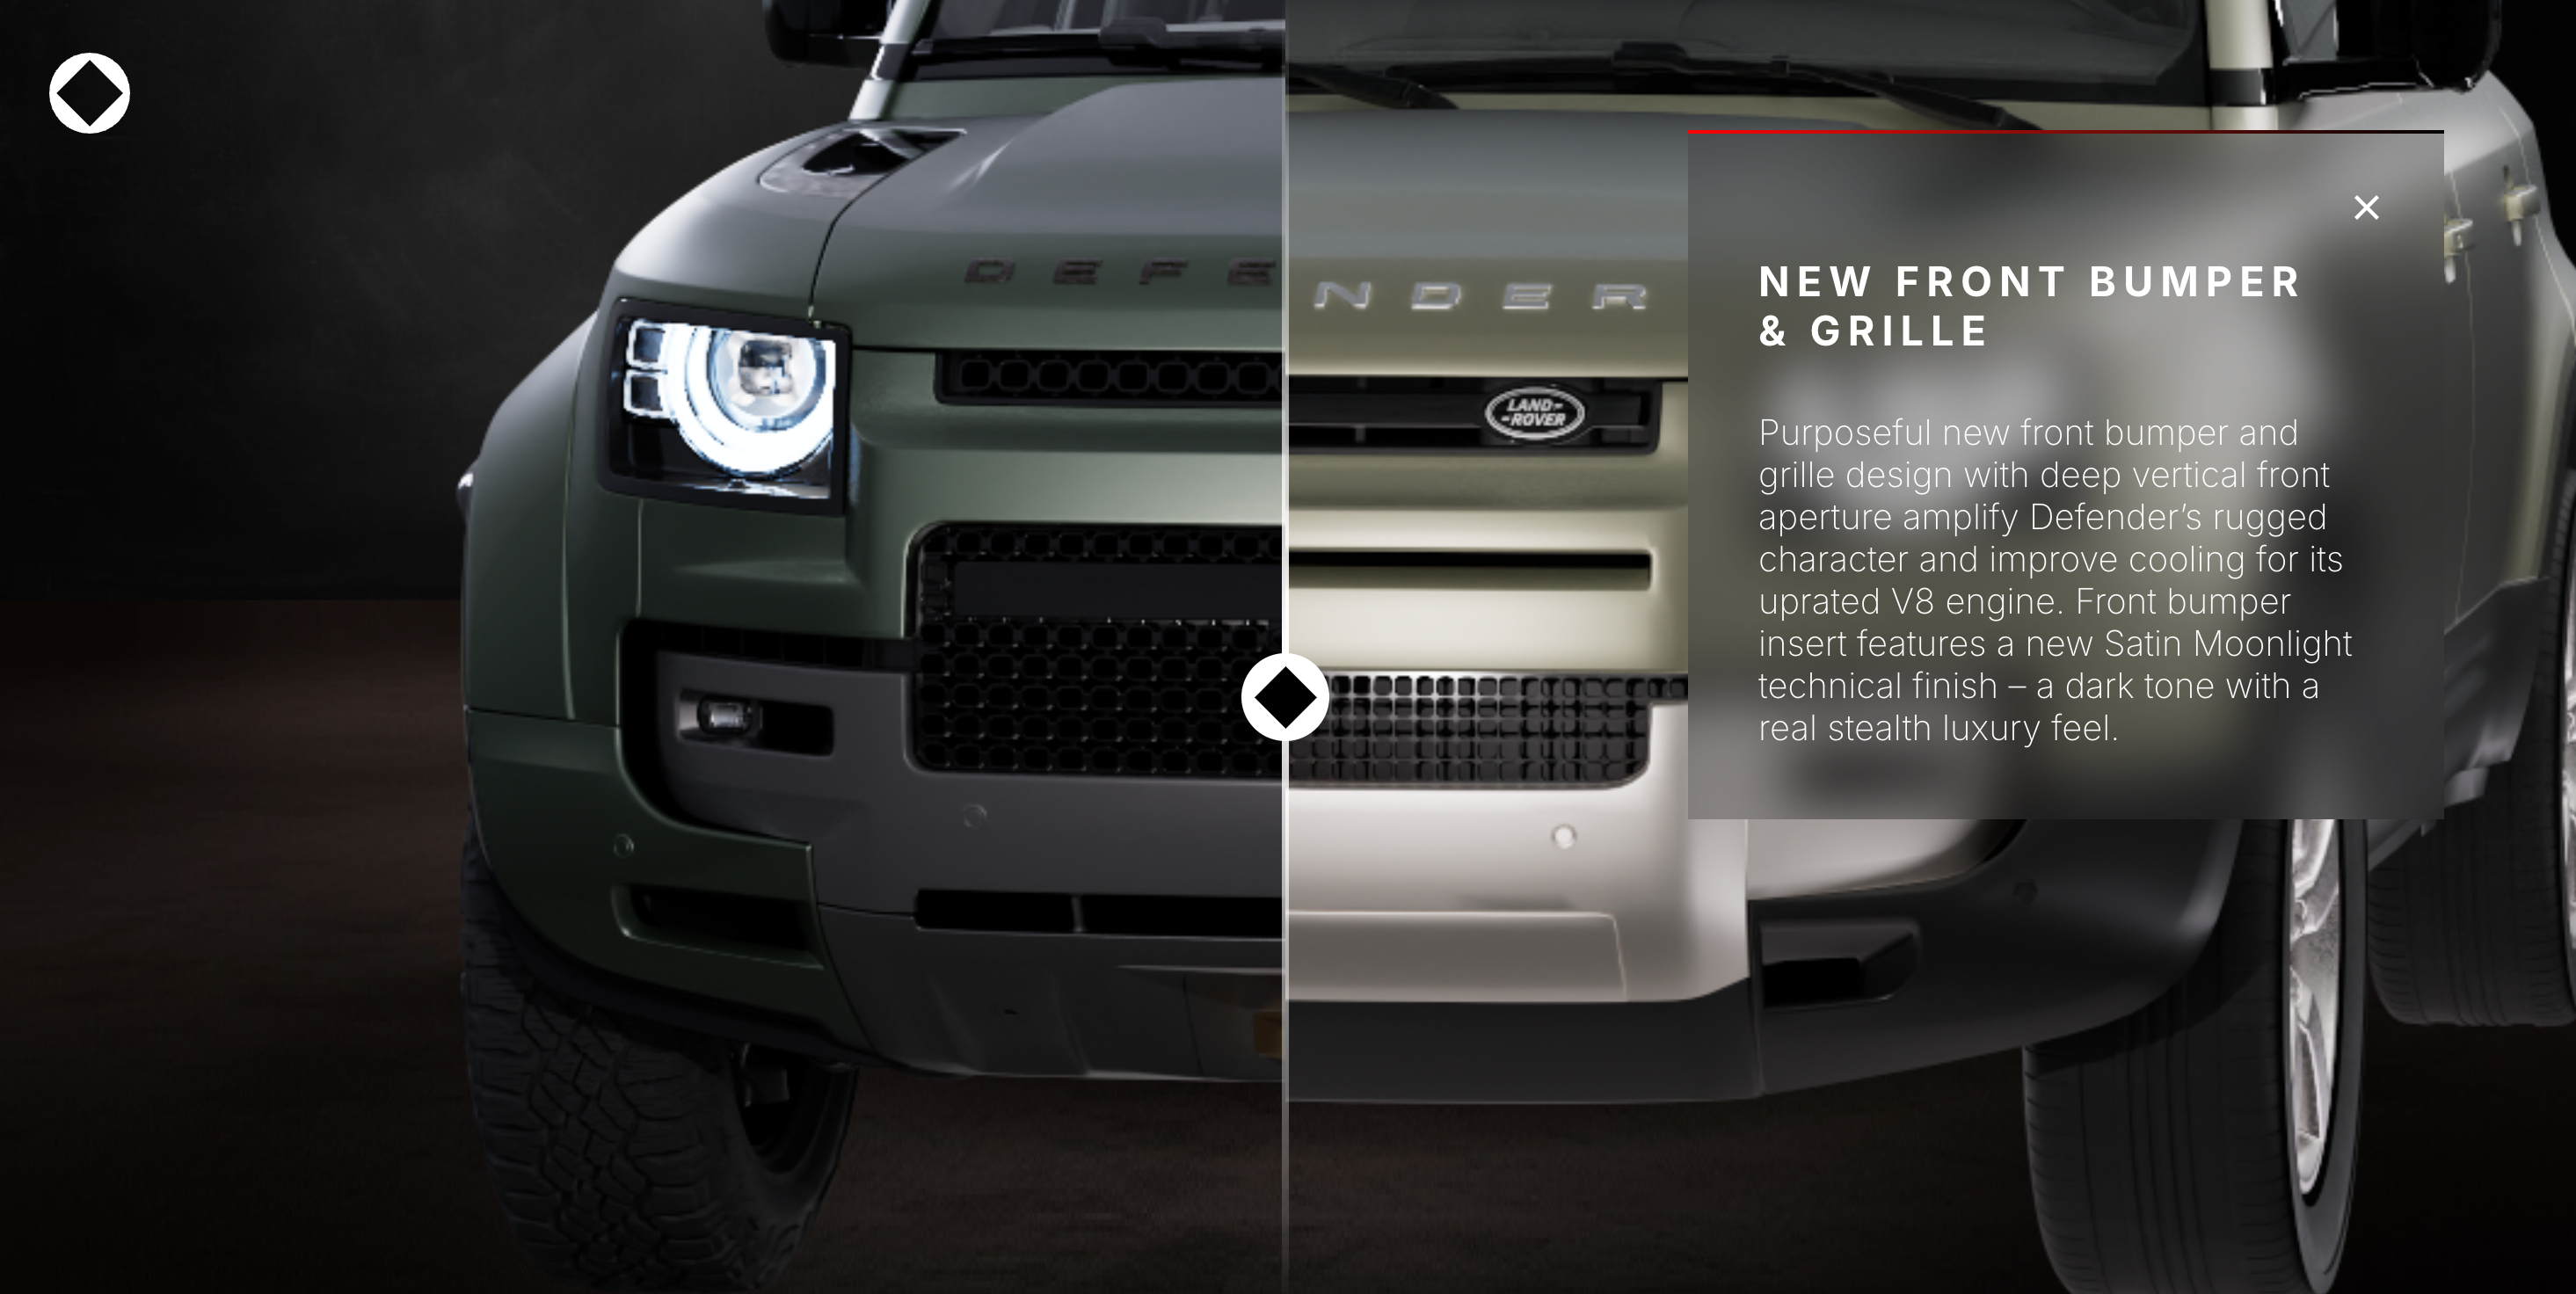 DEFENDER
LAND-
-ROVER
NEW FRONT BUMPER
& GRILLE
Purposeful new front bumper and
grille design with deep vertical front
aperture amplify Defender’s rugged
character and improve cooling for its
uprated V8 engine. Front bumper
insert features a new Satin Moonlight
technical finish – a dark tone with a
real stealth luxury feel.